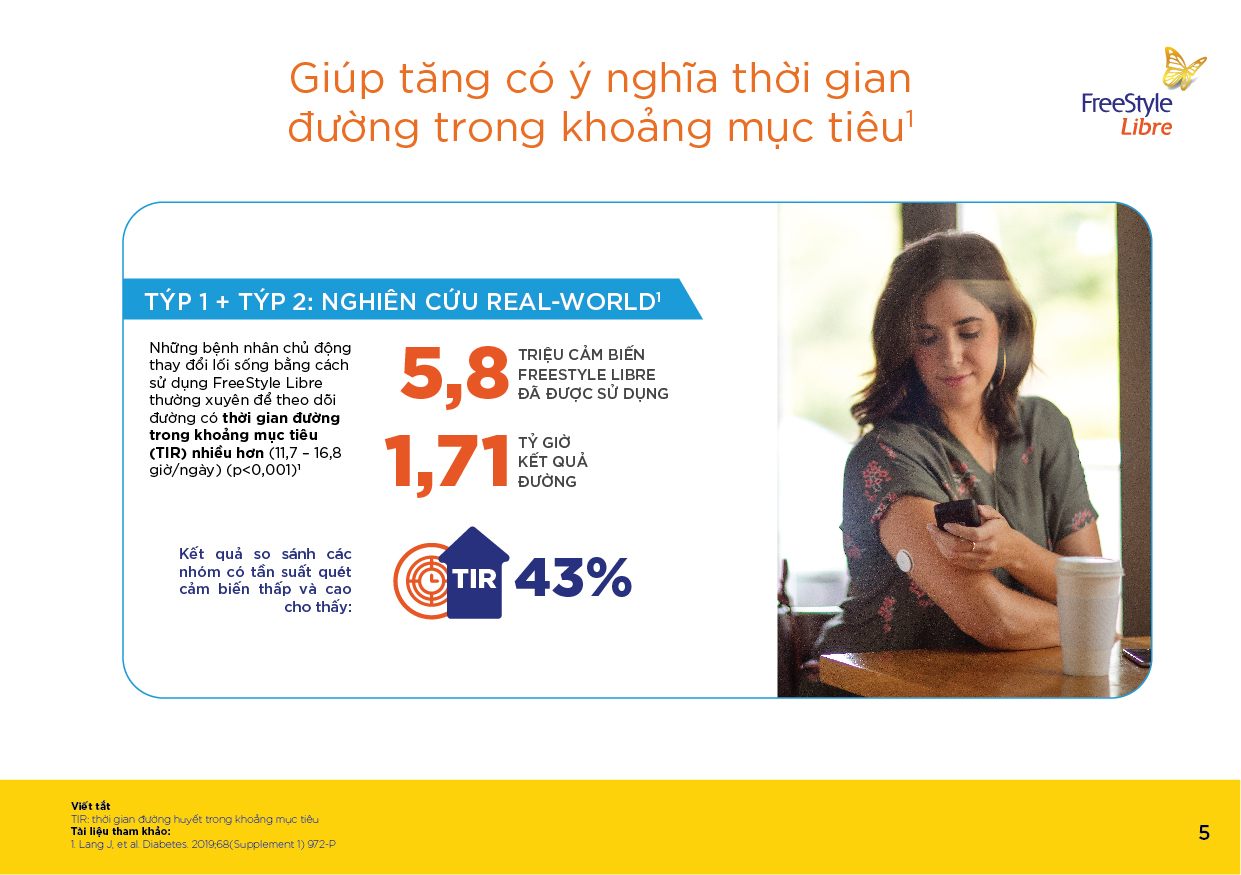 Giúp tăng có ý nghĩa thời gian
đường trong khoảng mục tiêu¹
FreeStyle
Libre
TÝP 1 + TÝP 2: NGHIÊN CỨU REAL-WORLD¹
Những bệnh nhân chủ động
thay đổi lối sống bằng cách
sử dụng FreeStyle Libre
thường xuyên để theo dõi
đường có thời gian đường
trong khoảng mục tiêu
(TIR) nhiều hơn (11,7 – 16,8
giờ/ngày) (p<0,001)¹
5,8
TRIỆU CẢM BIẾN
FREESTYLE LIBRE
ĐÃ ĐƯỢC SỬ DỤNG
1,71
TỶ GIỜ
KẾT QUẢ
ĐƯỜNG
Kết quả so sánh các
nhóm có tần suất quét
cảm biến thấp và cao
cho thấy:
TIR
43%
Viết tắt
TIR: thời gian đường huyết trong khoảng mục tiêu
Tài liệu tham khảo:
1. Lang J, et al. Diabetes. 2019;68(Supplement 1) 972-P
5